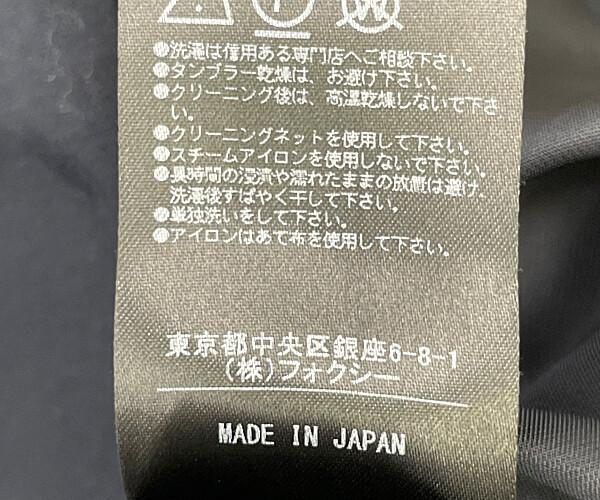 ●洗濯は信用ある専門店へご相談下さい。
●タンブラー乾燥は、お避け下さい。
●クリーニング後は、高温乾燥しないで下さ
い。
●クリーニングネットを使用して下さい。
●スチームアイロンを使用しないで下さい。
●長時間の浸漬や濡れたままの放置は避け、
洗濯後すばやく干して下さい。
●単独洗いをして下さい。
●アイロンはあて布を使用して下さい。
東京都中央区銀座6-8-1
(株)フォクシー
MADE IN JAPAN